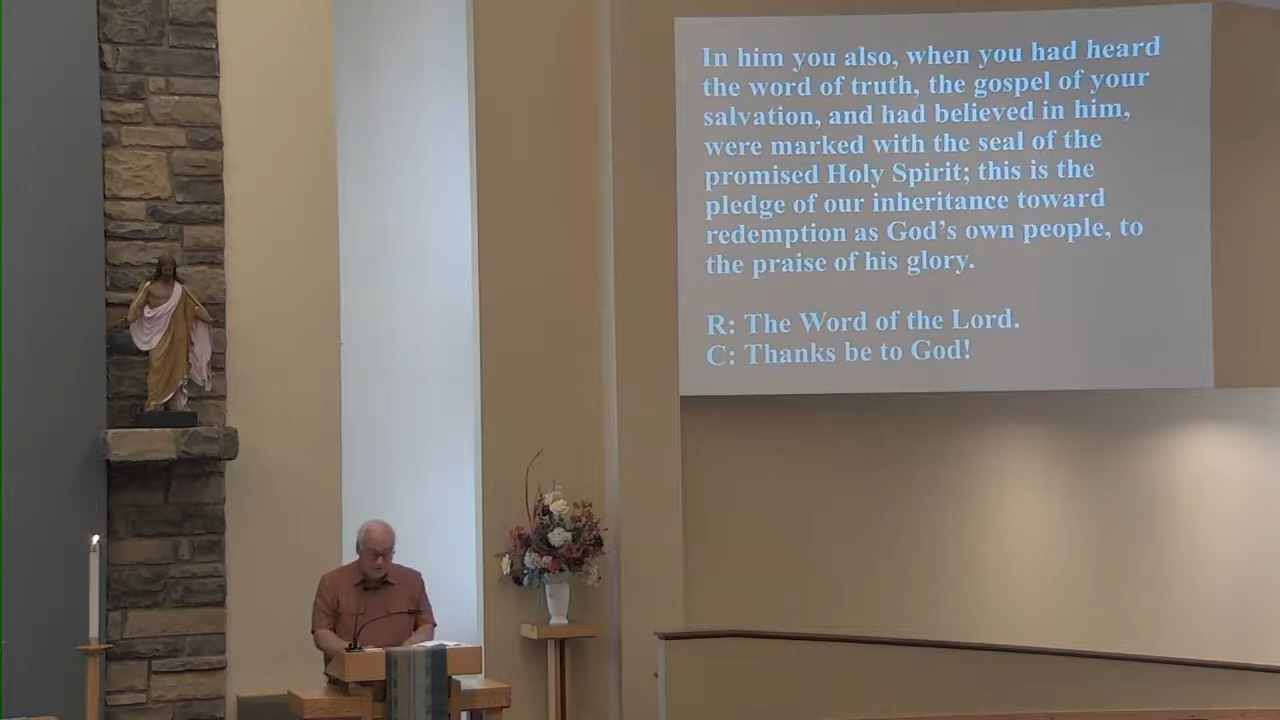 In him you also, when you had heard
the word of truth, the gospel of your
salvation, and had believed in him,
were marked with the seal of the
promised Holy Spirit; this is the
pledge of our inheritance toward
redemption as God’s own people, to
the praise of his glory.
R: The Word of the Lord.
C: Thanks be to God!